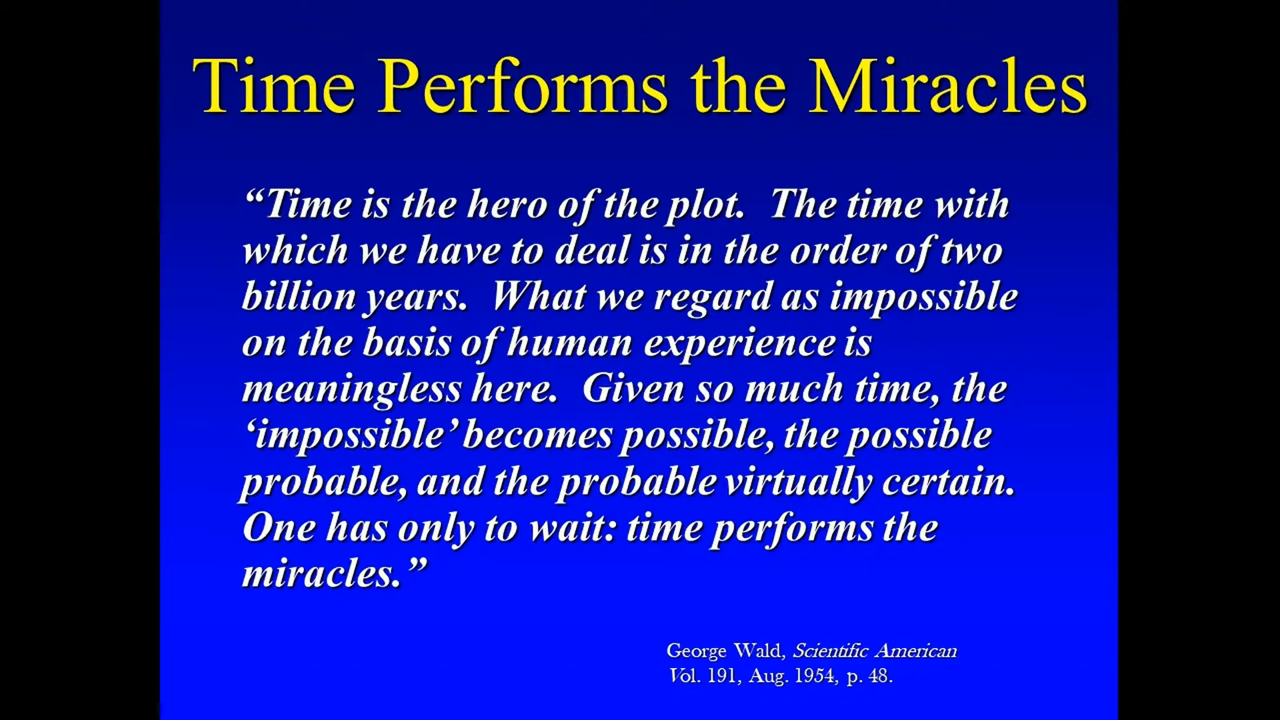 Time Performs the Miracles
“Time is the hero of the plot. The time with
which we have to deal is in the order of two
billion years. What we regard as impossible
on the basis of human experience is
meaningless here. Given so much time, the
‘impossible’ becomes possible, the possible
probable, and the probable virtually certain.
One has only to wait: time performs the
miracles.”
George Wald, Scientific American
Vol. 191, Aug. 1954, p. 48.